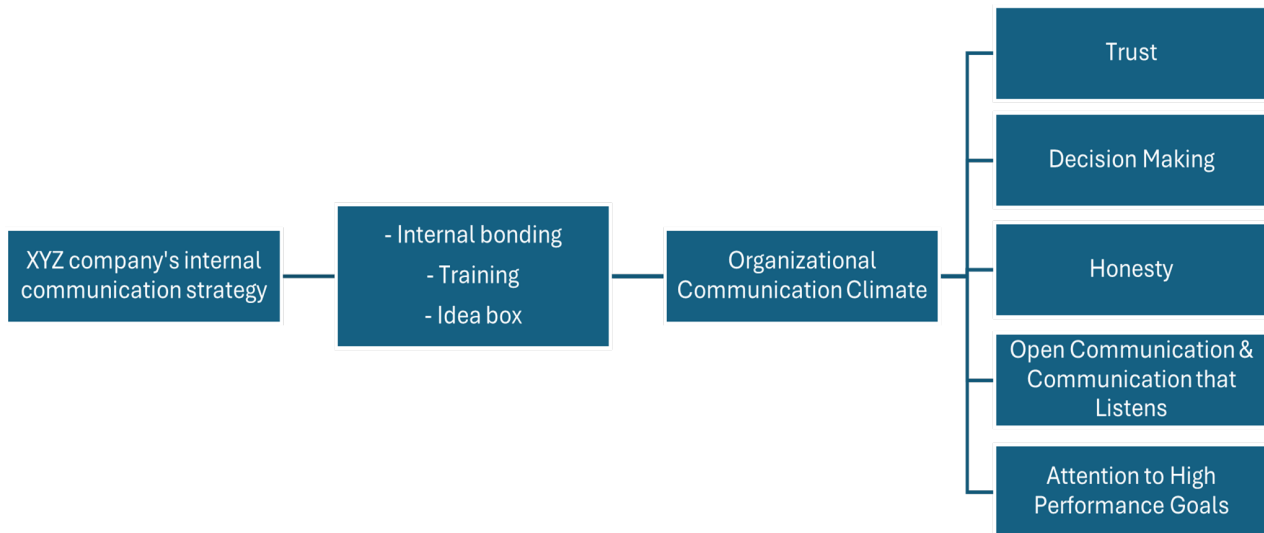 XYZ company's internal
communication strategy
- Internal bonding
- Training
- Idea box
Organizational
Communication Climate
Trust
Decision Making
Honesty
Open Communication &
Communication that
Listens
Attention to High
Performance Goals